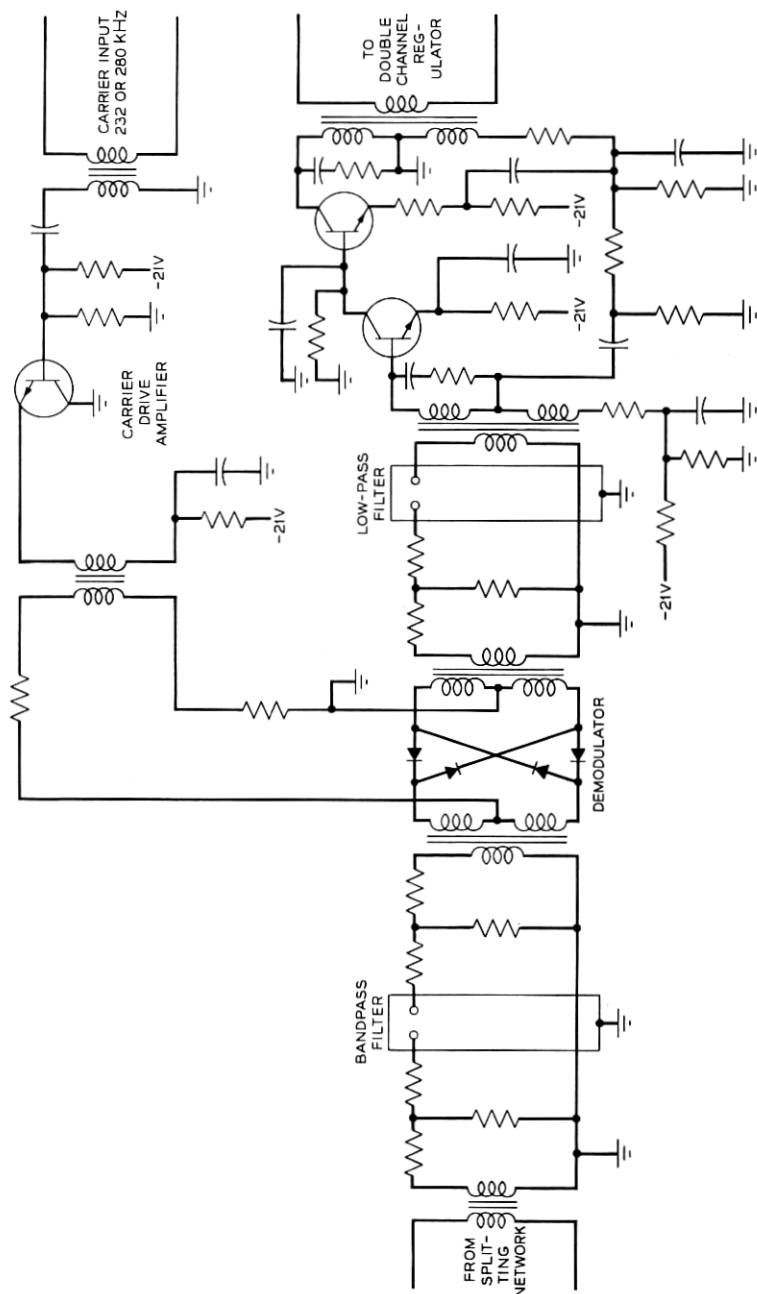 CARRIER INPUT
232 OR 280 kHz
TO
DOUBLE
CHANNEL
REG-
ULATOR
-21V
-21V
-21V
CARRIER
DRIVE
AMPLIFIER
-21V
LOW-PASS
FILTER
-21V
DEMODULATOR
BANDPASS
FILTER
FROM
SPLIT-
TING
NETWORK